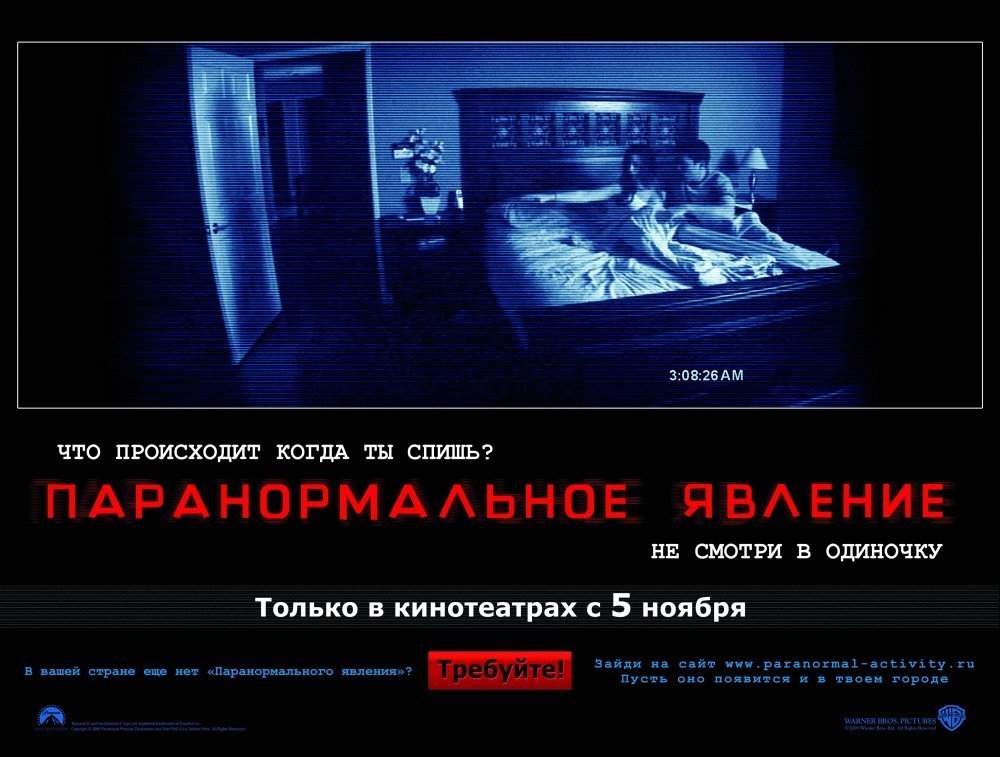 3:08:26 AM
ЧТО ПРОИСХОДИТ КОГДА ТЫ СПИШЬ?
ПАРАНОРМАЛЬНОЕ ЯВЛЕНИЕ
НЕ СМОТРИ В ОДИНОЧКУ
Только в кинотеатрах с 5 ноября
В вашей стране еще нет «Паранормального явления»?
Требуйте!
Зайди на сайт www.paranormal-activity.ru
Пусть оно появится и в твоем городе
WARNER BROS. PICTURES